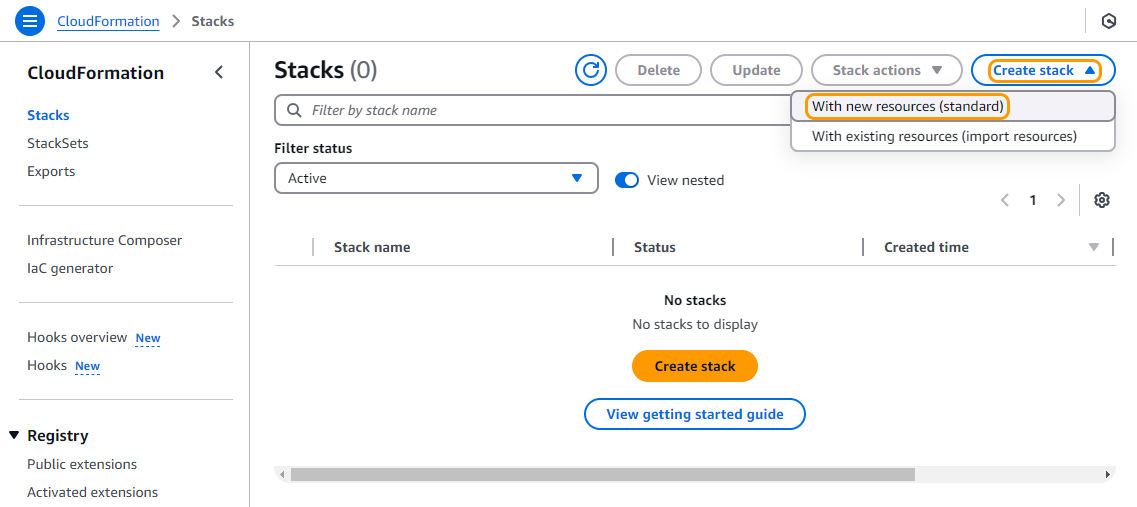 CloudFormation > Stacks
CloudFormation
Stacks
StackSets
Exports
Infrastructure Composer
IaC generator
Hooks overview New
Hooks New
Registry
Public extensions
Activated extensions
Stacks (0)
Delete
Update
Stack actions
Create stack
With new resources (standard)
With existing resources (import resources)
Filter by stack name
Filter status
Active
View nested
1
Stack name
Status
Created time
No stacks
No stacks to display
Create stack
View getting started guide